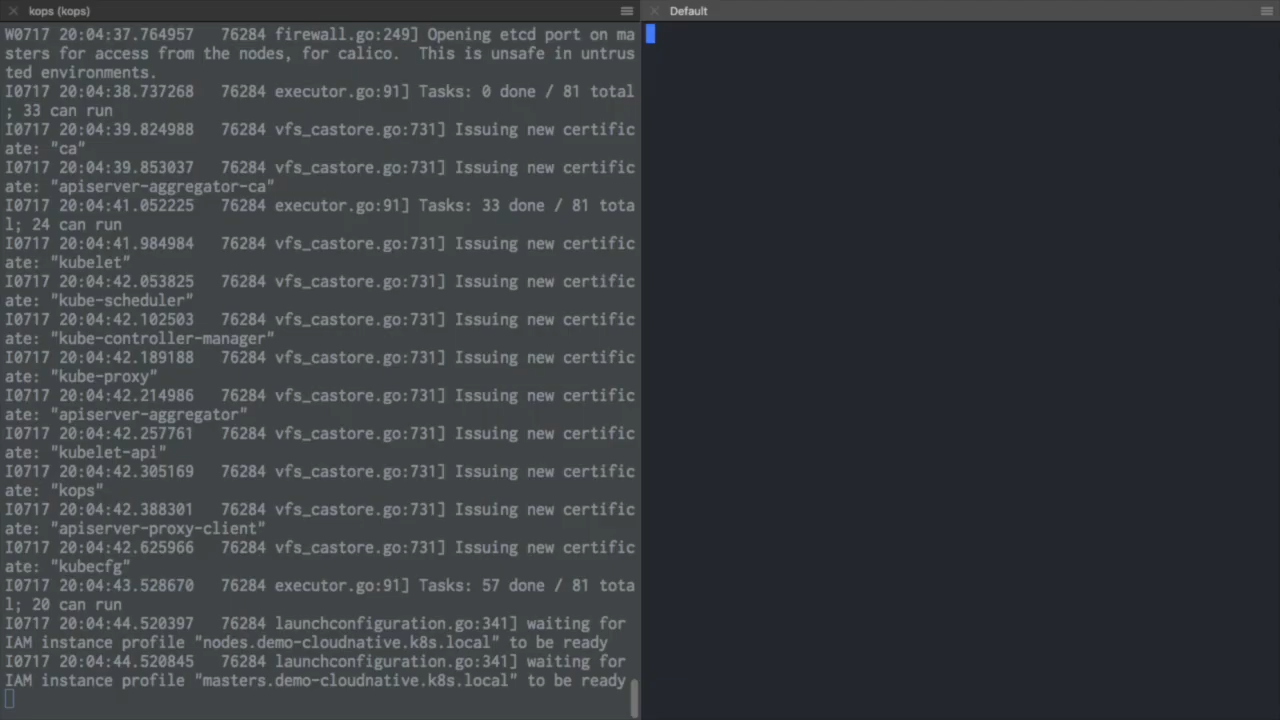 kops (kops)
W0717 20:04:37.764957   76284 firewall.go:249] Opening etcd port on ma
sters for access from the nodes, for calico.  This is unsafe in untrus
ted environments.
I0717 20:04:38.737268   76284 executor.go:91] Tasks: 0 done / 81 total
; 33 can run
I0717 20:04:39.824988   76284 vfs_castore.go:731] Issuing new certific
ate: "ca"
I0717 20:04:39.853037   76284 vfs_castore.go:731] Issuing new certific
ate: "apiserver-aggregator-ca"
I0717 20:04:41.052225   76284 executor.go:91] Tasks: 33 done / 81 tota
l; 24 can run
I0717 20:04:41.984984   76284 vfs_castore.go:731] Issuing new certific
ate: "kubelet"
I0717 20:04:42.053825   76284 vfs_castore.go:731] Issuing new certific
ate: "kube-scheduler"
I0717 20:04:42.102503   76284 vfs_castore.go:731] Issuing new certific
ate: "kube-controller-manager"
I0717 20:04:42.189188   76284 vfs_castore.go:731] Issuing new certific
ate: "kube-proxy"
I0717 20:04:42.214986   76284 vfs_castore.go:731] Issuing new certific
ate: "apiserver-aggregator"
I0717 20:04:42.257761   76284 vfs_castore.go:731] Issuing new certific
ate: "kubelet-api"
I0717 20:04:42.305169   76284 vfs_castore.go:731] Issuing new certific
ate: "kops"
I0717 20:04:42.388301   76284 vfs_castore.go:731] Issuing new certific
ate: "apiserver-proxy-client"
I0717 20:04:42.625966   76284 vfs_castore.go:731] Issuing new certific
ate: "kubecfg"
I0717 20:04:43.528670   76284 executor.go:91] Tasks: 57 done / 81 tota
l; 20 can run
I0717 20:04:44.520397   76284 launchconfiguration.go:341] waiting for
IAM instance profile "nodes.demo-cloudnative.k8s.local" to be ready
I0717 20:04:44.520845   76284 launchconfiguration.go:341] waiting for
IAM instance profile "masters.demo-cloudnative.k8s.local" to be ready
Default